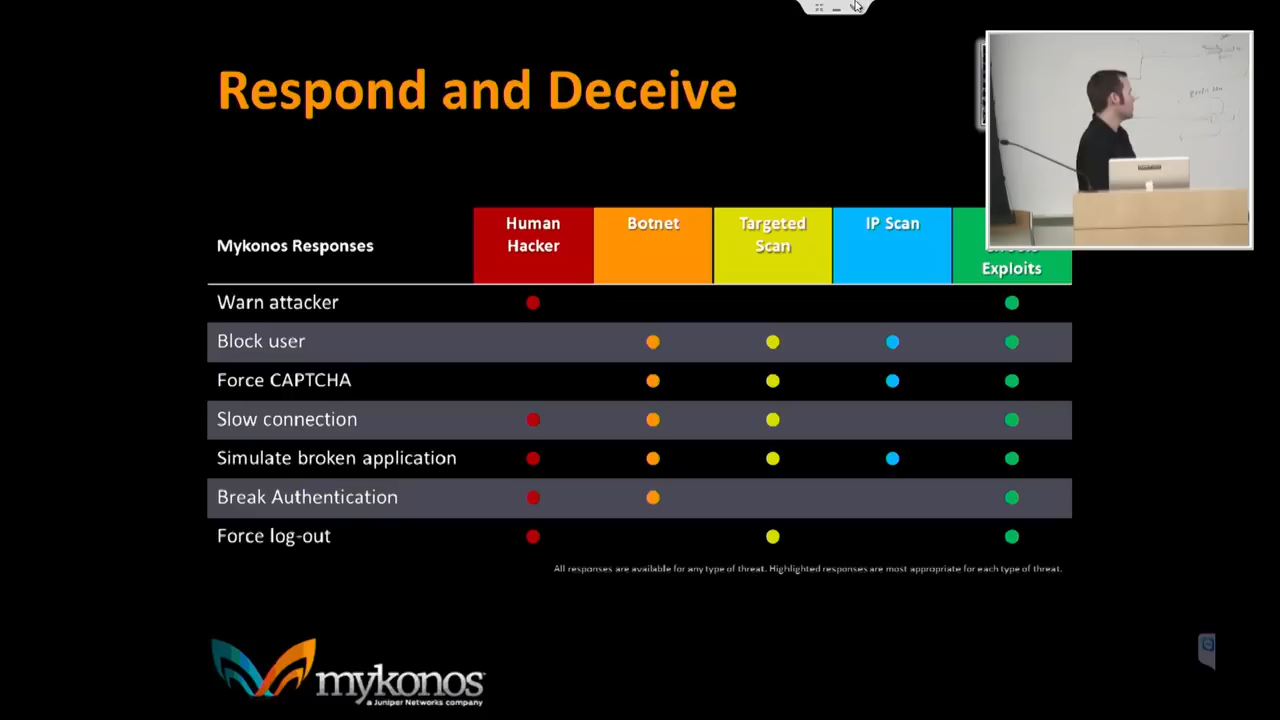 Respond and Deceive
Mykonos Responses
Human
Hacker
Botnet
Targeted
Scan
IP Scan
Exploits
Warn attacker
Block user
Force CAPTCHA
Slow connection
Simulate broken application
Break Authentication
Force log-out
All responses are available for any type of threat. Highlighted responses are most appropriate for each type of threat.
mykonos
a Juniper Networks company